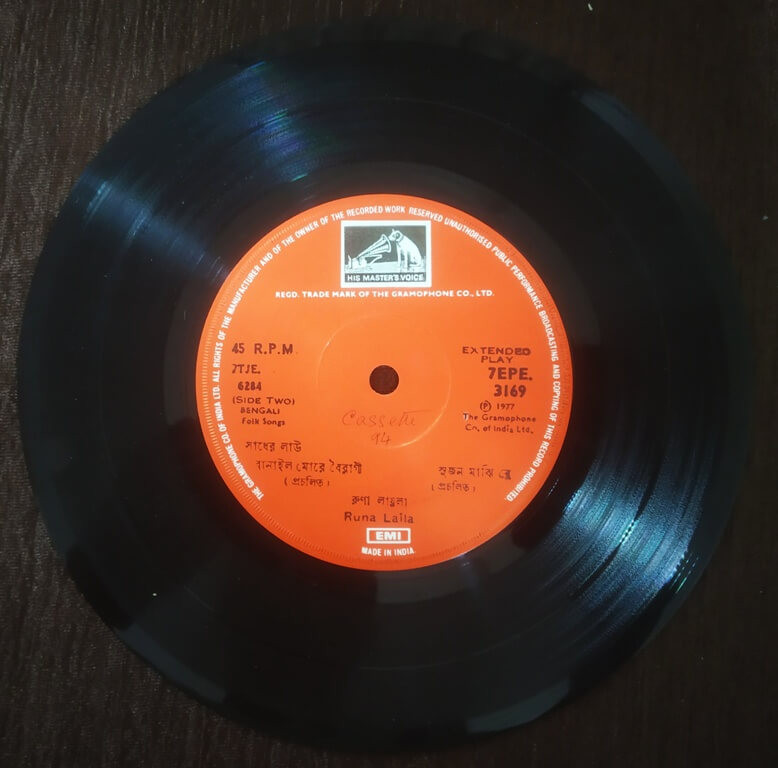 THE GRAMOPHONE CO. OF INDIA LTD. ALL RIGHTS OF THE MANUFACTURER AND OF THE OWNER OF THE RECORDED WORK RESERVED UNAUTHORISED PUBLIC PERFORMANCE BROADCASTING AND COPYING OF THIS RECORD PROHIBITED.
HIS MASTER'S VOICE
REGD. TRADE MARK OF THE GRAMOPHONE CO., LTD.
45 R.P.M.
7TJE.
6284
(SIDE TWO)
BENGALI
Folk Songs
EXTENDED
PLAY
7EPE.
3169
Ⓟ 1977
The Gramophone
Co. of India Ltd.
Cassette
94
সাধের লাউ
বানাইল মোরে বৈরাগী
(প্রচলিত)
সুজন মাঝি রে
(প্রচলিত)
রুণা লায়লা
Runa Laila
EMI
MADE IN INDIA